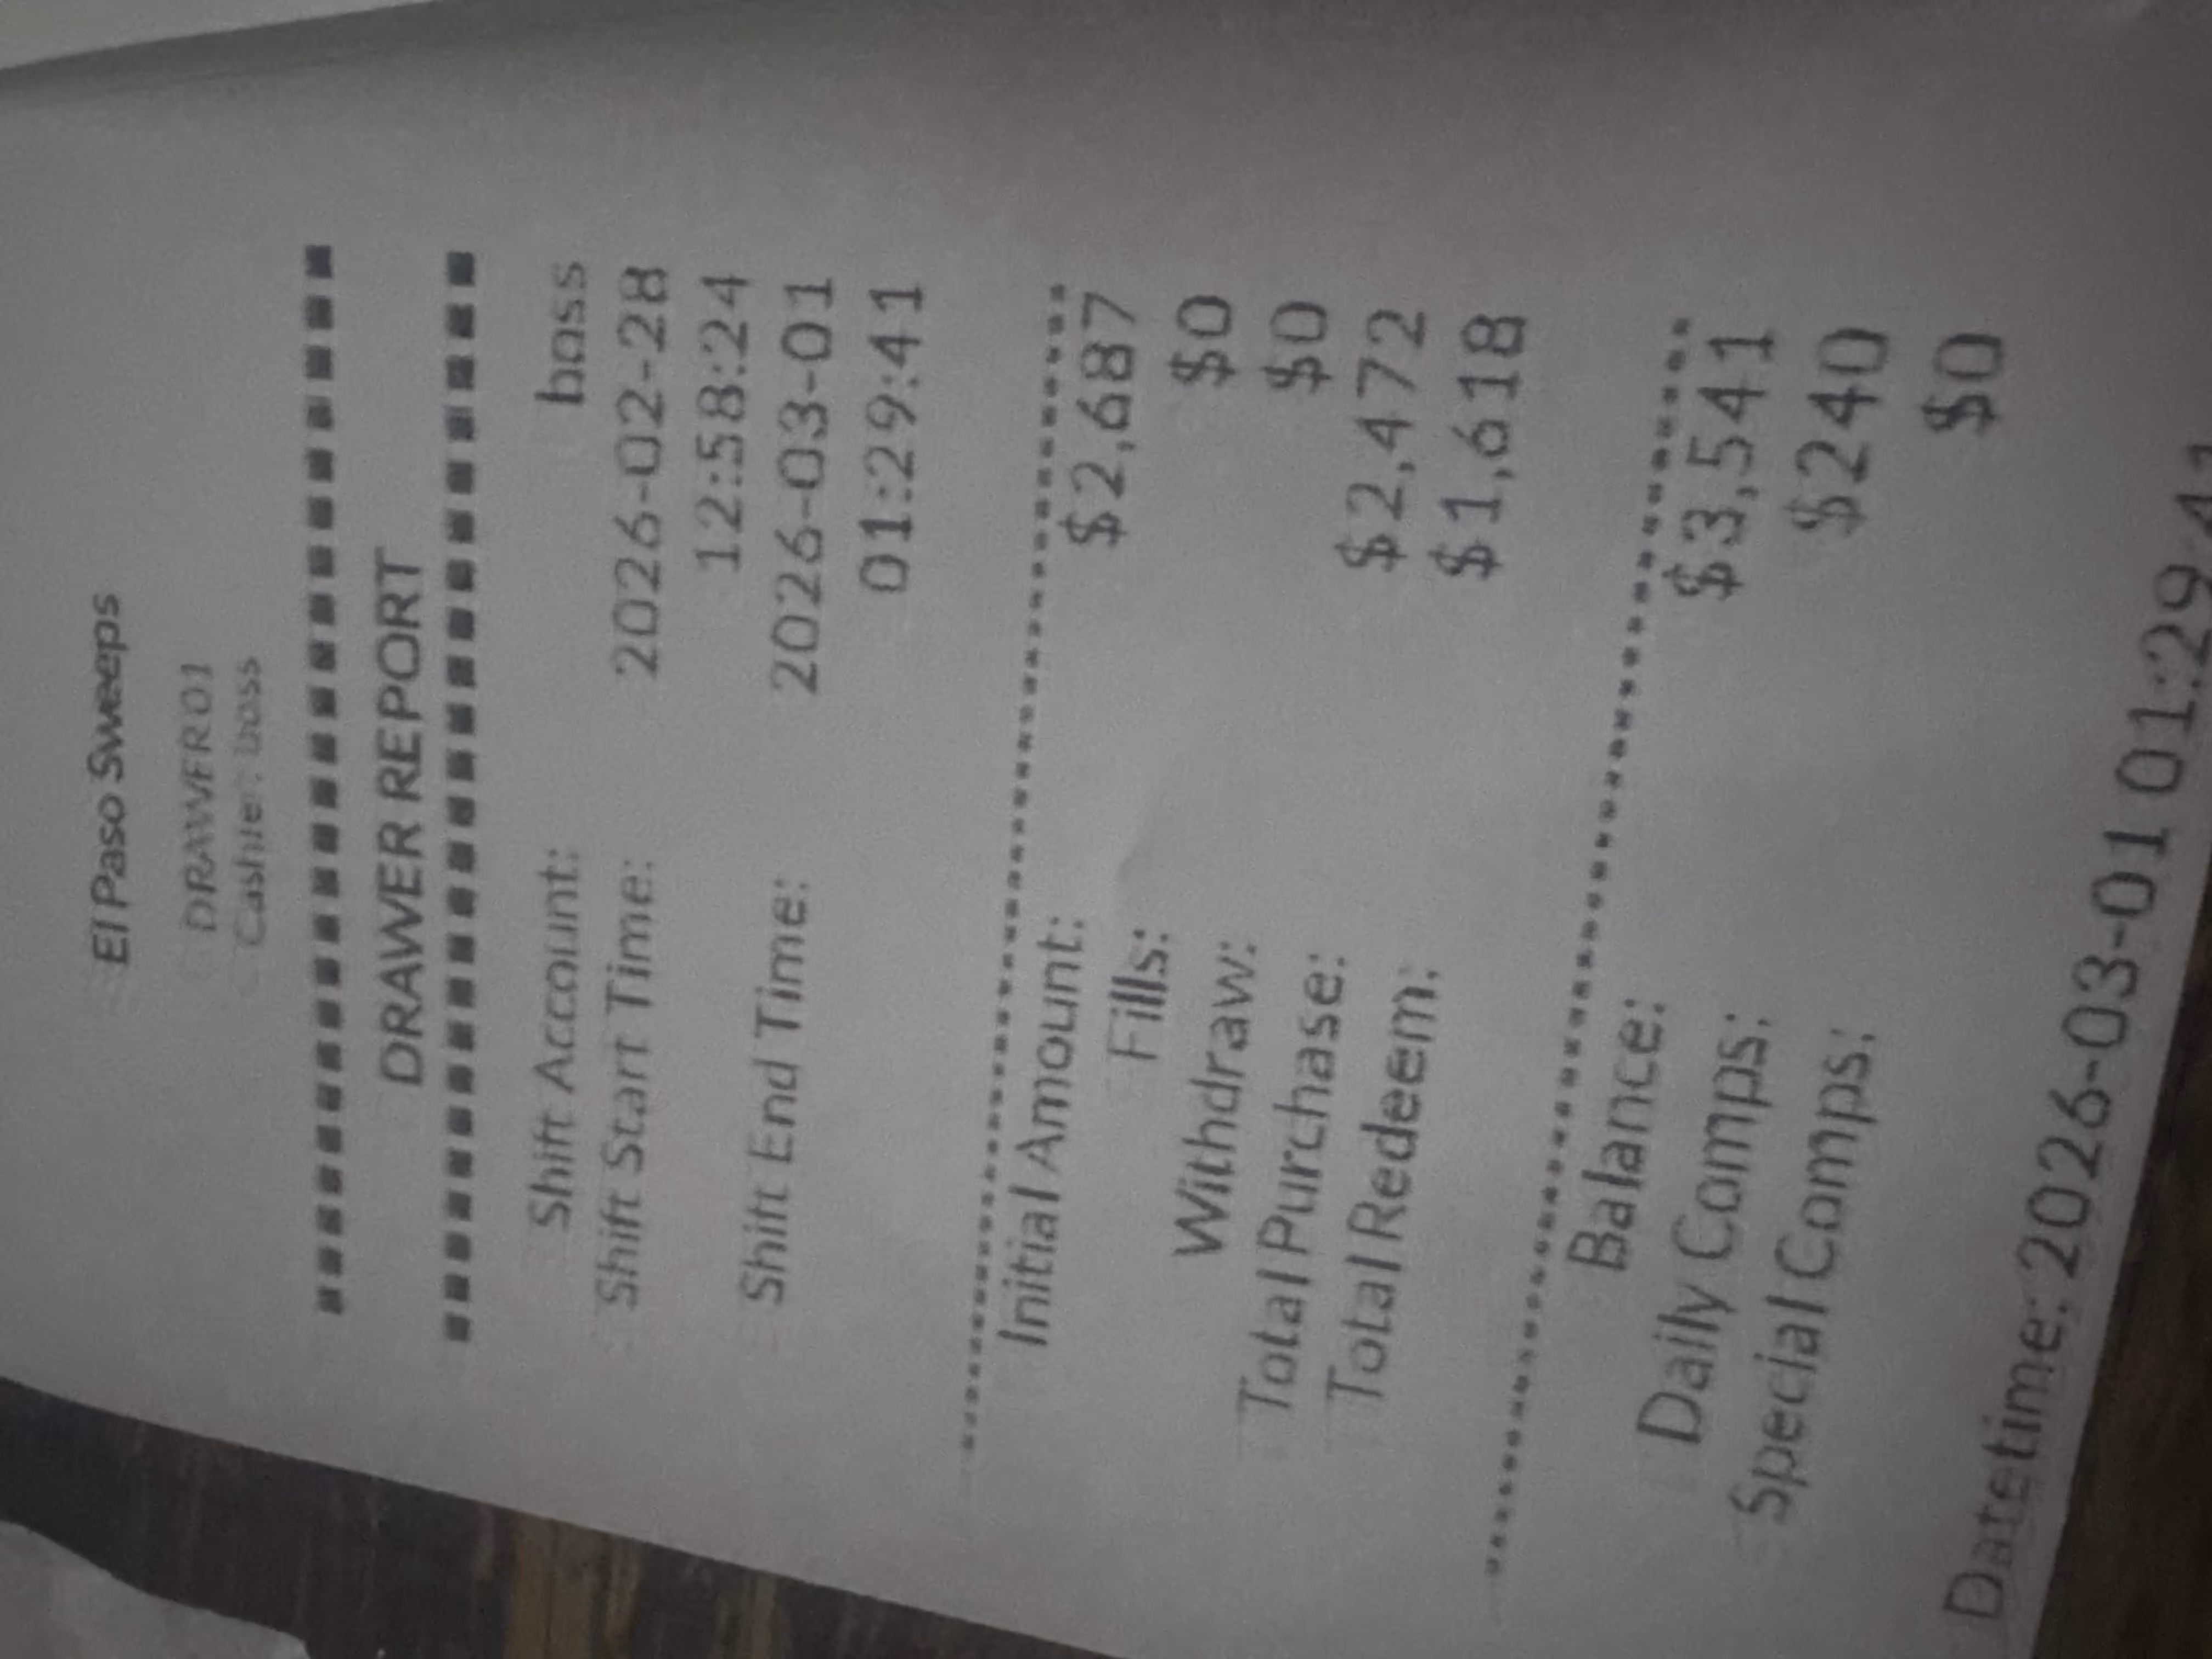 El Paso Sweeps
DRAWER01
Cashier: boss
DRAWER REPORT
Shift Account: boss
Shift Start Time: 2026-02-28
12:58:24
Shift End Time: 2026-03-01
01:29:41
Initial Amount: $2,687
Fills: $0
Withdraw: $0
Total Purchase: $2,472
Total Redeem: $1,618
Balance: $3,541
Daily Comps: $240
Special Comps: $0
Datetime: 2026-03-01 01:29:41